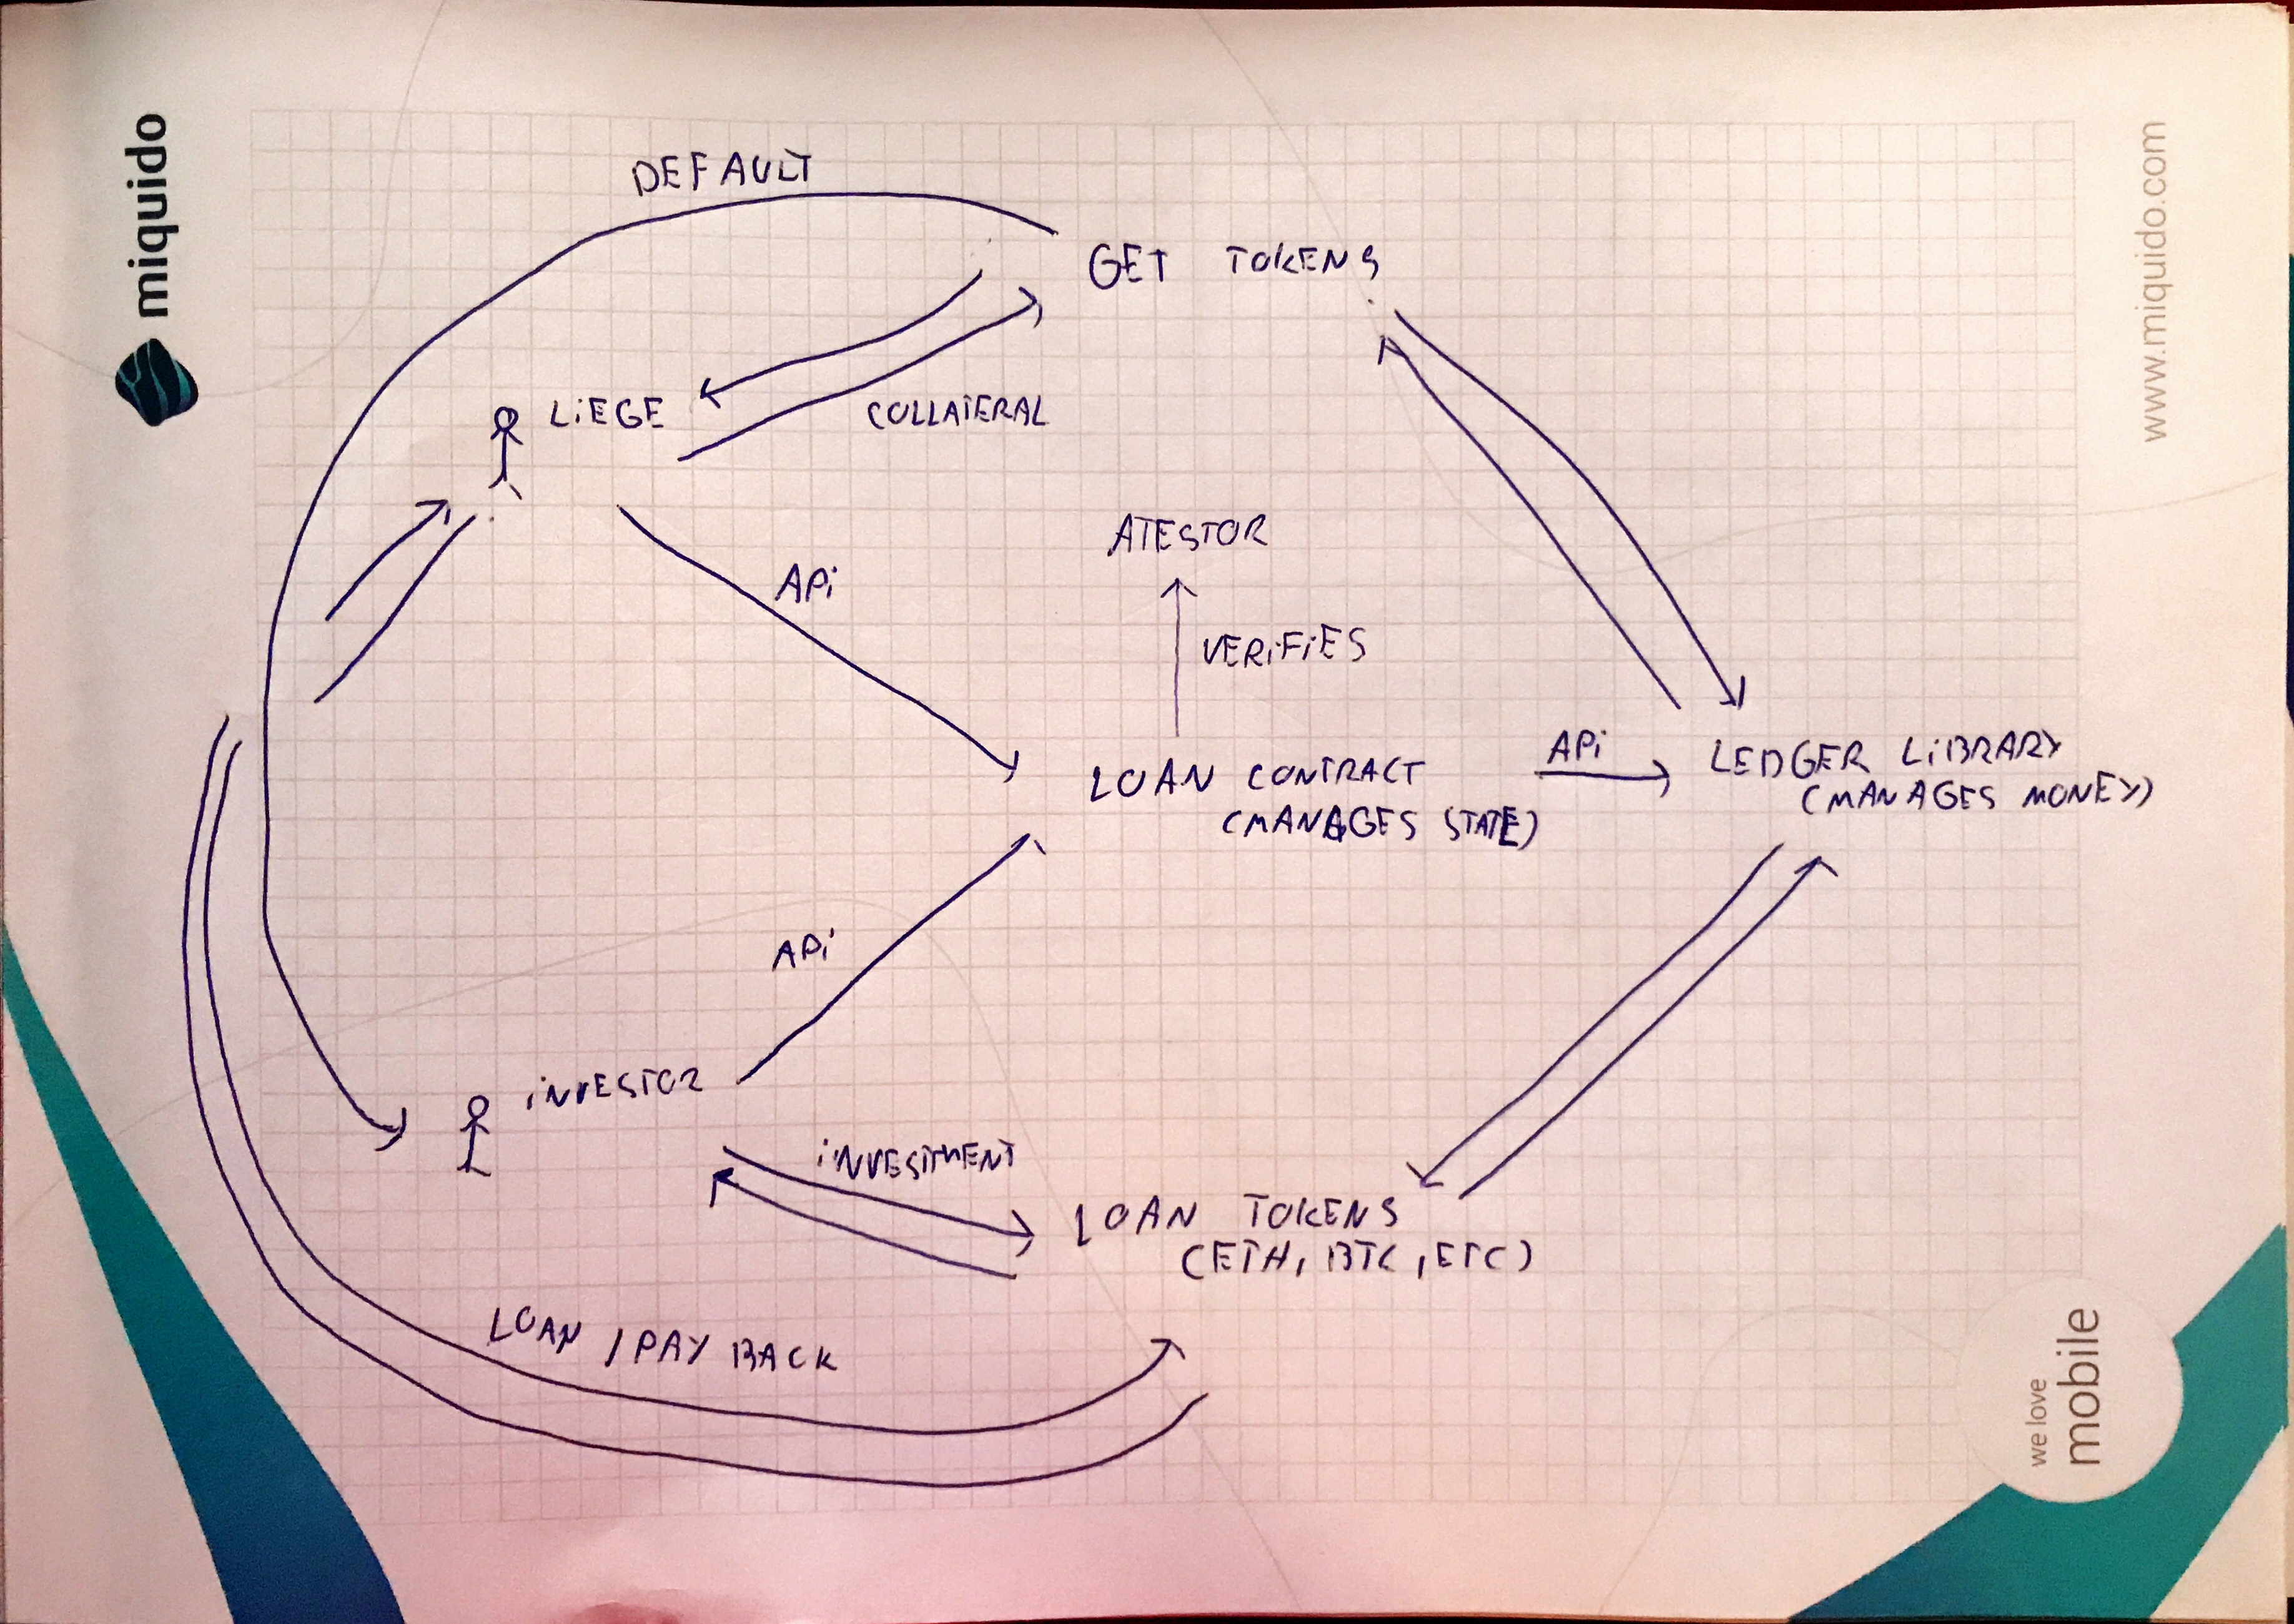 miquido
www.miquido.com
DEFAULT
GET TOKENS
LiEGE
COLLATERAL
ATESTOR
APi
VERiFiES
LOAN CONTRACT
(MANAGES STATE)
APi
LEDGER LiBRARY
(MANAGES MONEY)
APi
iNVESTOR
iNVESTMENT
LOAN TOKENS
(ETH, BTC, ETC)
LOAN / PAY BACK
we love
mobile